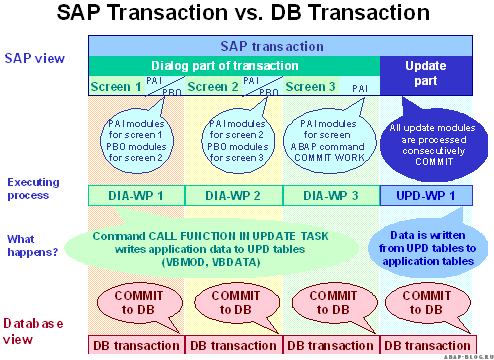 SAP Transaction vs. DB Transaction
SAP view
SAP transaction
Dialog part of transaction
Update
part
Screen 1
PAI
PBO
Screen 2
PAI
PBO
Screen 3
PAI
PAI modules
for screen 1
PBO modules
for screen 2
PAI modules
for screen 2
PBO modules
for screen 3
PAI modules
for screen
ABAP command
COMMIT WORK
All update modules
are processed
consecutively
COMMIT
Executing
process
DIA-WP 1
DIA-WP 2
DIA-WP 3
UPD-WP 1
What
happens?
Command CALL FUNCTION IN UPDATE TASK
writes application data to UPD tables
(VBMOD, VBDATA)
Data is written
from UPD tables to
application tables
Database
view
COMMIT
to DB
COMMIT
to DB
COMMIT
to DB
COMMIT
to DB
DB transaction
DB transaction
DB transaction
DB transaction
ABAP-BLOG.RU